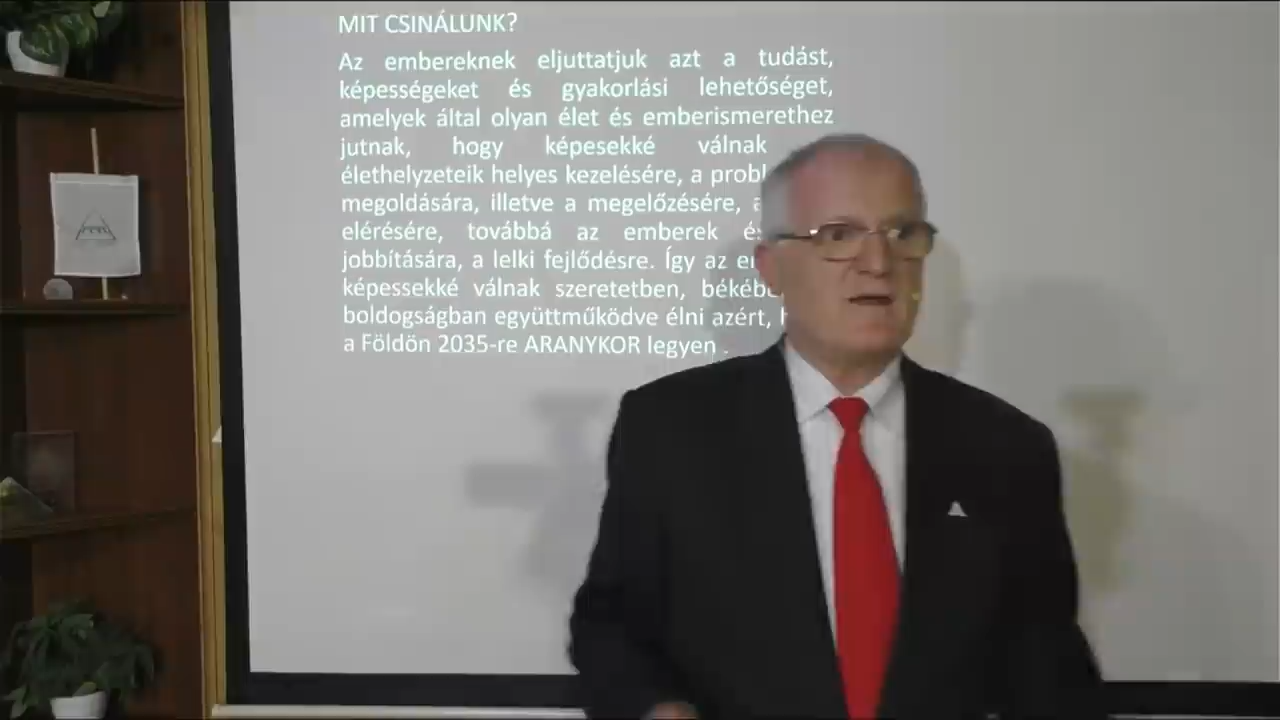 MIT CSINÁLUNK?
Az embereknek eljuttatjuk azt a tudást,
képességeket és gyakorlási lehetőséget,
amelyek által olyan élet és emberismerethez
jutnak, hogy képesekké válnak
élethelyzeteik helyes kezelésére, a probl
megoldására, illetve a megelőzésére,
elérésére, továbbá az emberek és
jobbítására, a lelki fejlődésre. Így az
képessekké válnak szeretetben,
boldogságban együttműködve élni azért,
a Földön 2035-re ARANYKOR legyen .